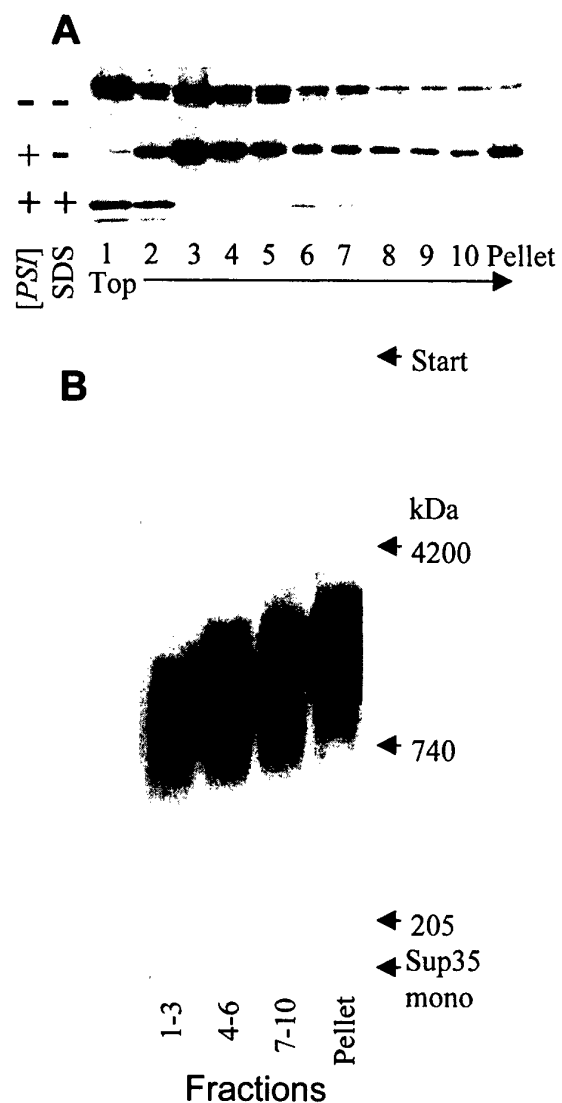 A
- -
+ -
+ +
[PSI] SDS 1 2 3 4 5 6 7 8 9 10 Pellet
Top
B
Start
kDa
4200
740
205
Sup35
mono
1-3 4-6 7-10 Pellet
Fractions